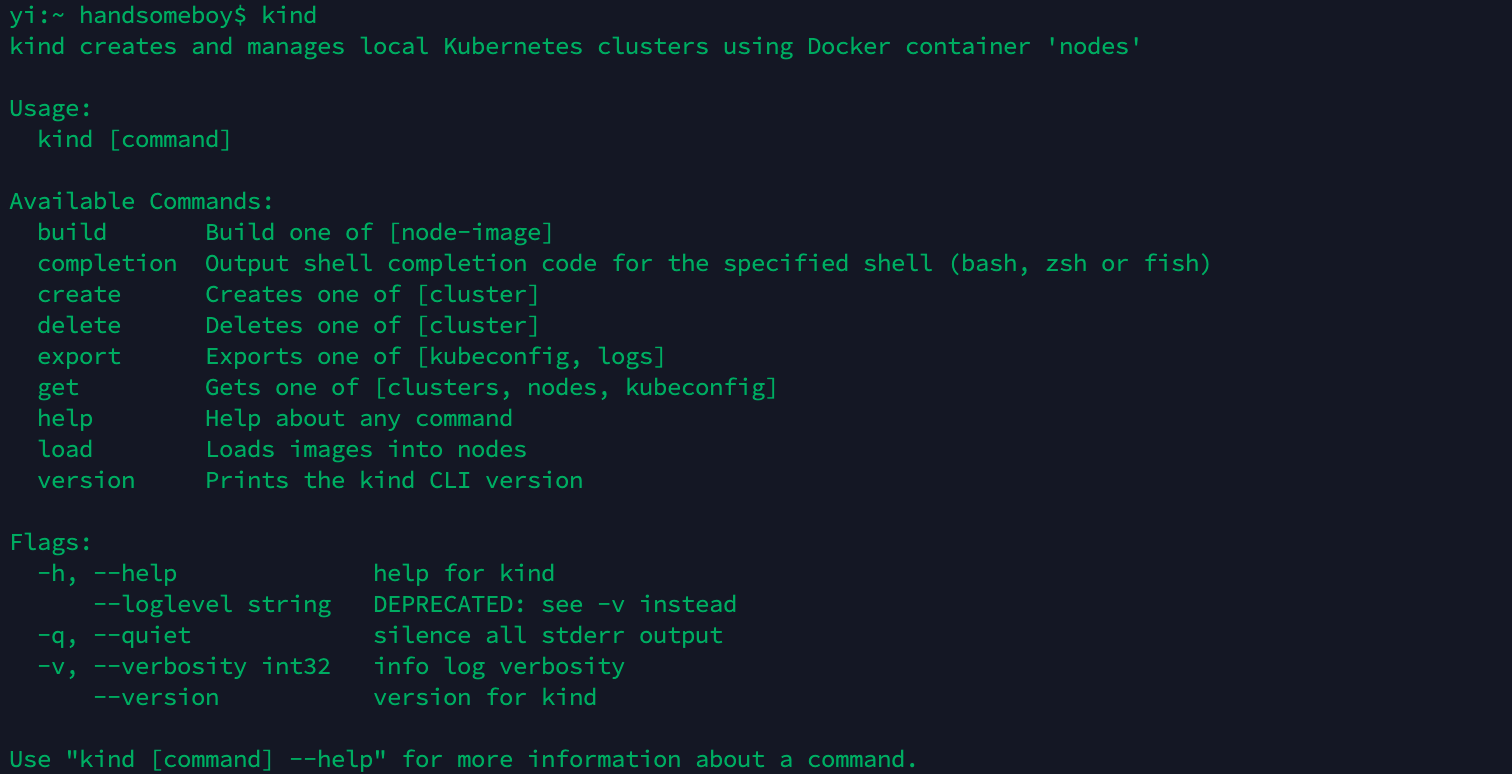 yi:~ handsomeboy$ kind
kind creates and manages local Kubernetes clusters using Docker container 'nodes'

Usage:
  kind [command]

Available Commands:
  build       Build one of [node-image]
  completion  Output shell completion code for the specified shell (bash, zsh or fish)
  create      Creates one of [cluster]
  delete      Deletes one of [cluster]
  export      Exports one of [kubeconfig, logs]
  get         Gets one of [clusters, nodes, kubeconfig]
  help        Help about any command
  load        Loads images into nodes
  version     Prints the kind CLI version

Flags:
  -h, --help              help for kind
      --loglevel string   DEPRECATED: see -v instead
  -q, --quiet             silence all stderr output
  -v, --verbosity int32   info log verbosity
      --version           version for kind

Use "kind [command] --help" for more information about a command.